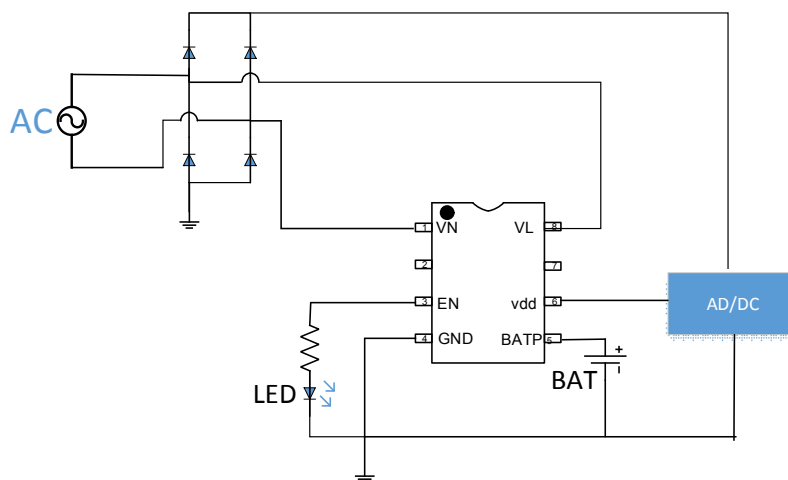 AC
1 VN VL 8
2 7
3 EN vdd 6
AD/DC
4 GND BATP 5
+
BAT
-
LED